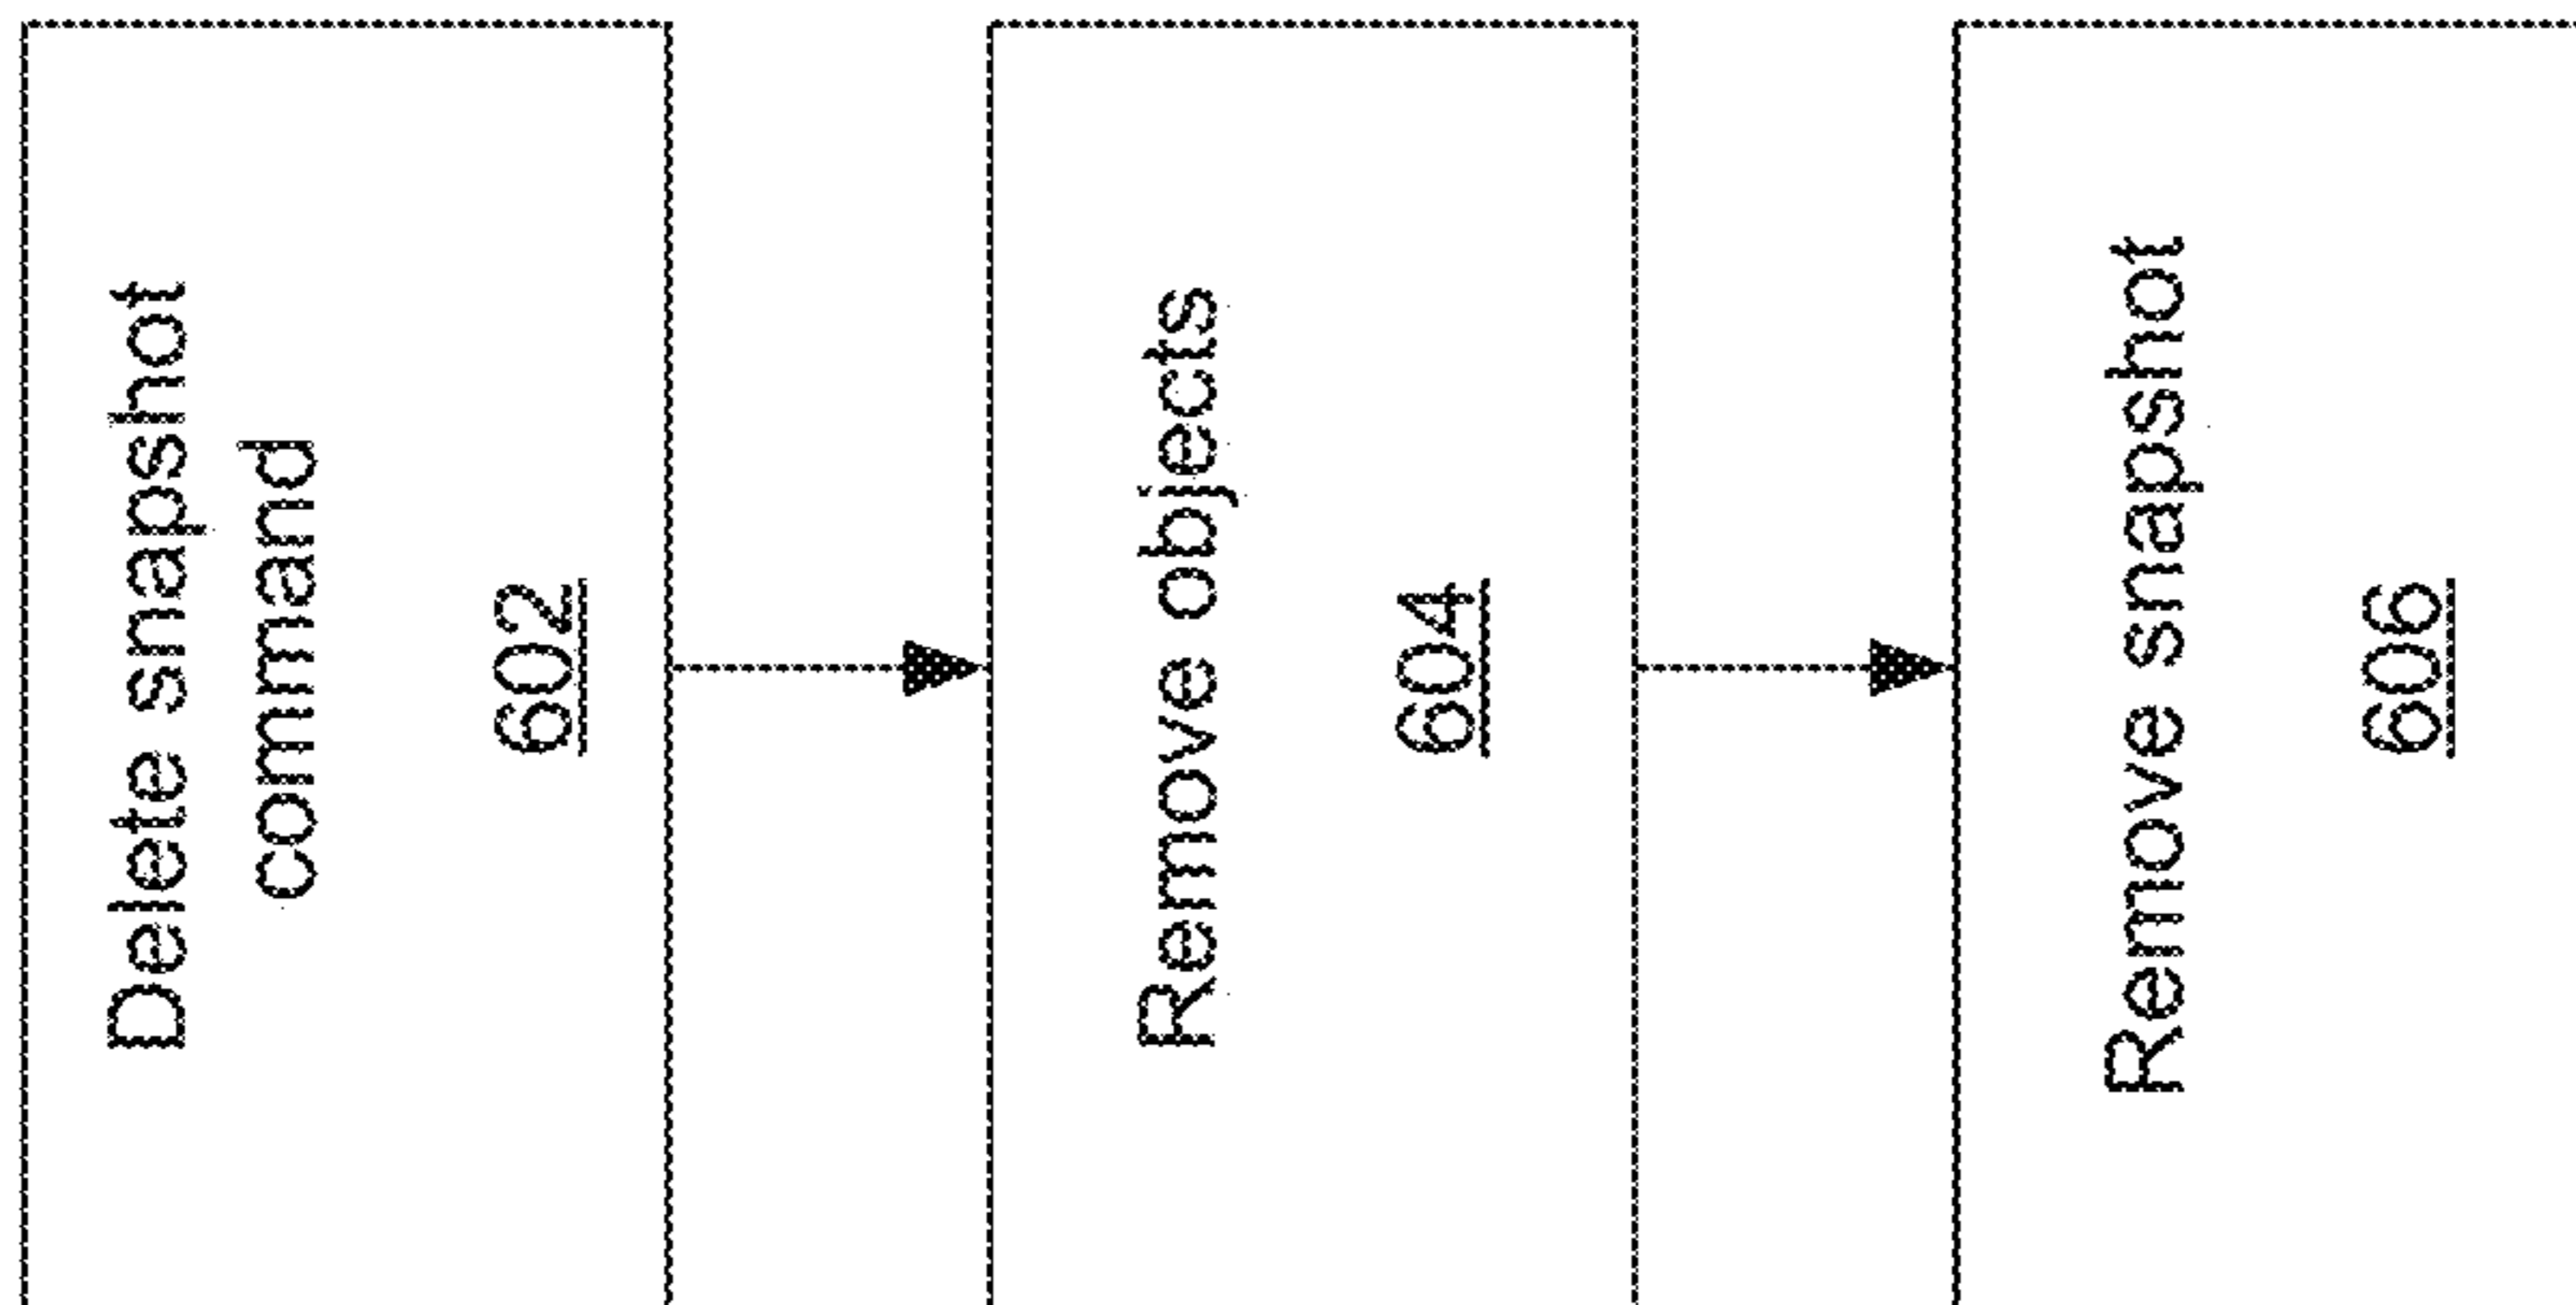 Delete snapshot
command
602
Remove objects
604
Remove snapshot
606